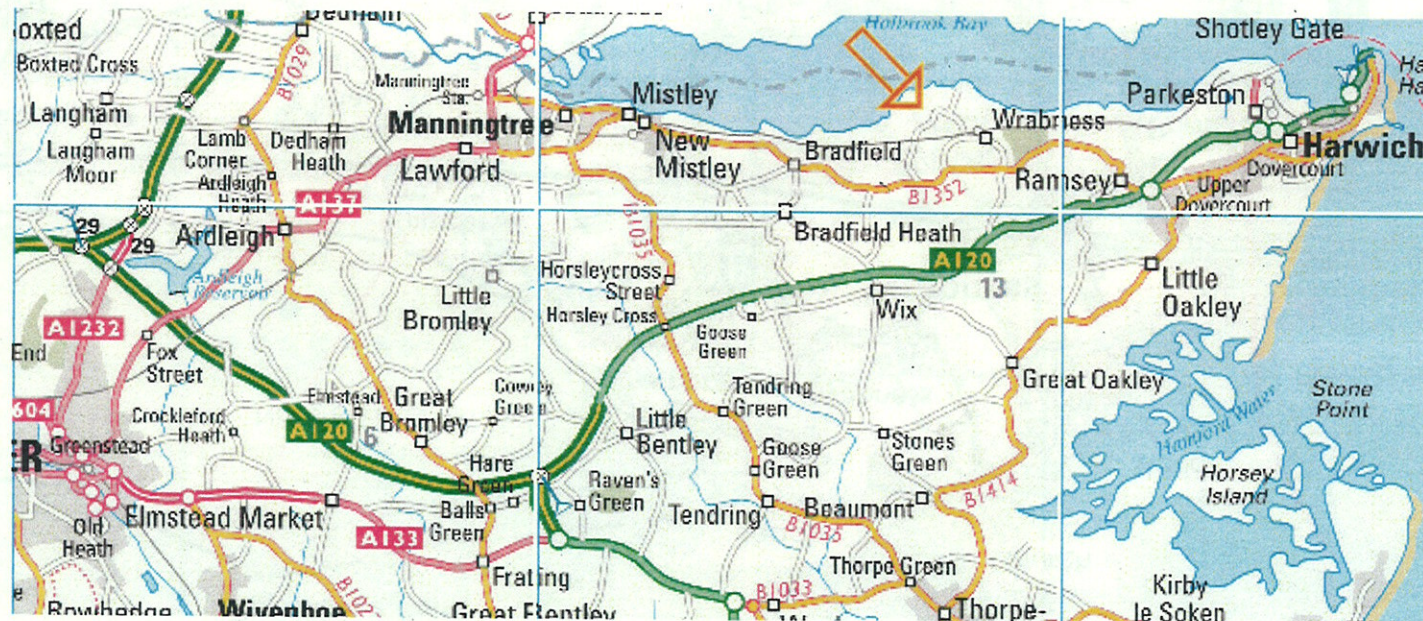 Dedham
Holbrook Bay
Shotley Gate
oxted
Boxted Cross
B1029
Manningtree
Sta.
Mistley
Parkeston
Langham
Lamb
Corner
Dedham
Heath
Manningtree
New
Mistley
Wrabness
Harwich
Langham
Moor
Lawford
Bradfield
Dovercourt
Ardleigh
Heath
A137
B1352
Ramsey
Upper
Dovercourt
29
29
Ardleigh
B1035
Bradfield Heath
A120
13
Ardleigh
Reservoir
Horsleycross
Street
Little
Oakley
Little
Bromley
Horsley Cross
Goose
Green
Wix
A1232
End
Fox
Street
Great Oakley
Stone
Point
604
Elmstead
Great
Bromley
Cowey
Green
Tendring
Green
Hamford Water
Crockleford
Heath
A120
6
Little
Bentley
Stones
Green
Greenstead
ER
Hare
Green
Goose
Green
Horsey
Island
Raven's
Green
B1414
Old
Heath
Elmstead Market
Balls
Green
Tendring
Beaumont
B1035
A133
Frating
Thorpe Green
Kirby
le Soken
B1033
B102
Rowhedge
Wivenhoe
Great Bentley
Thorpe-